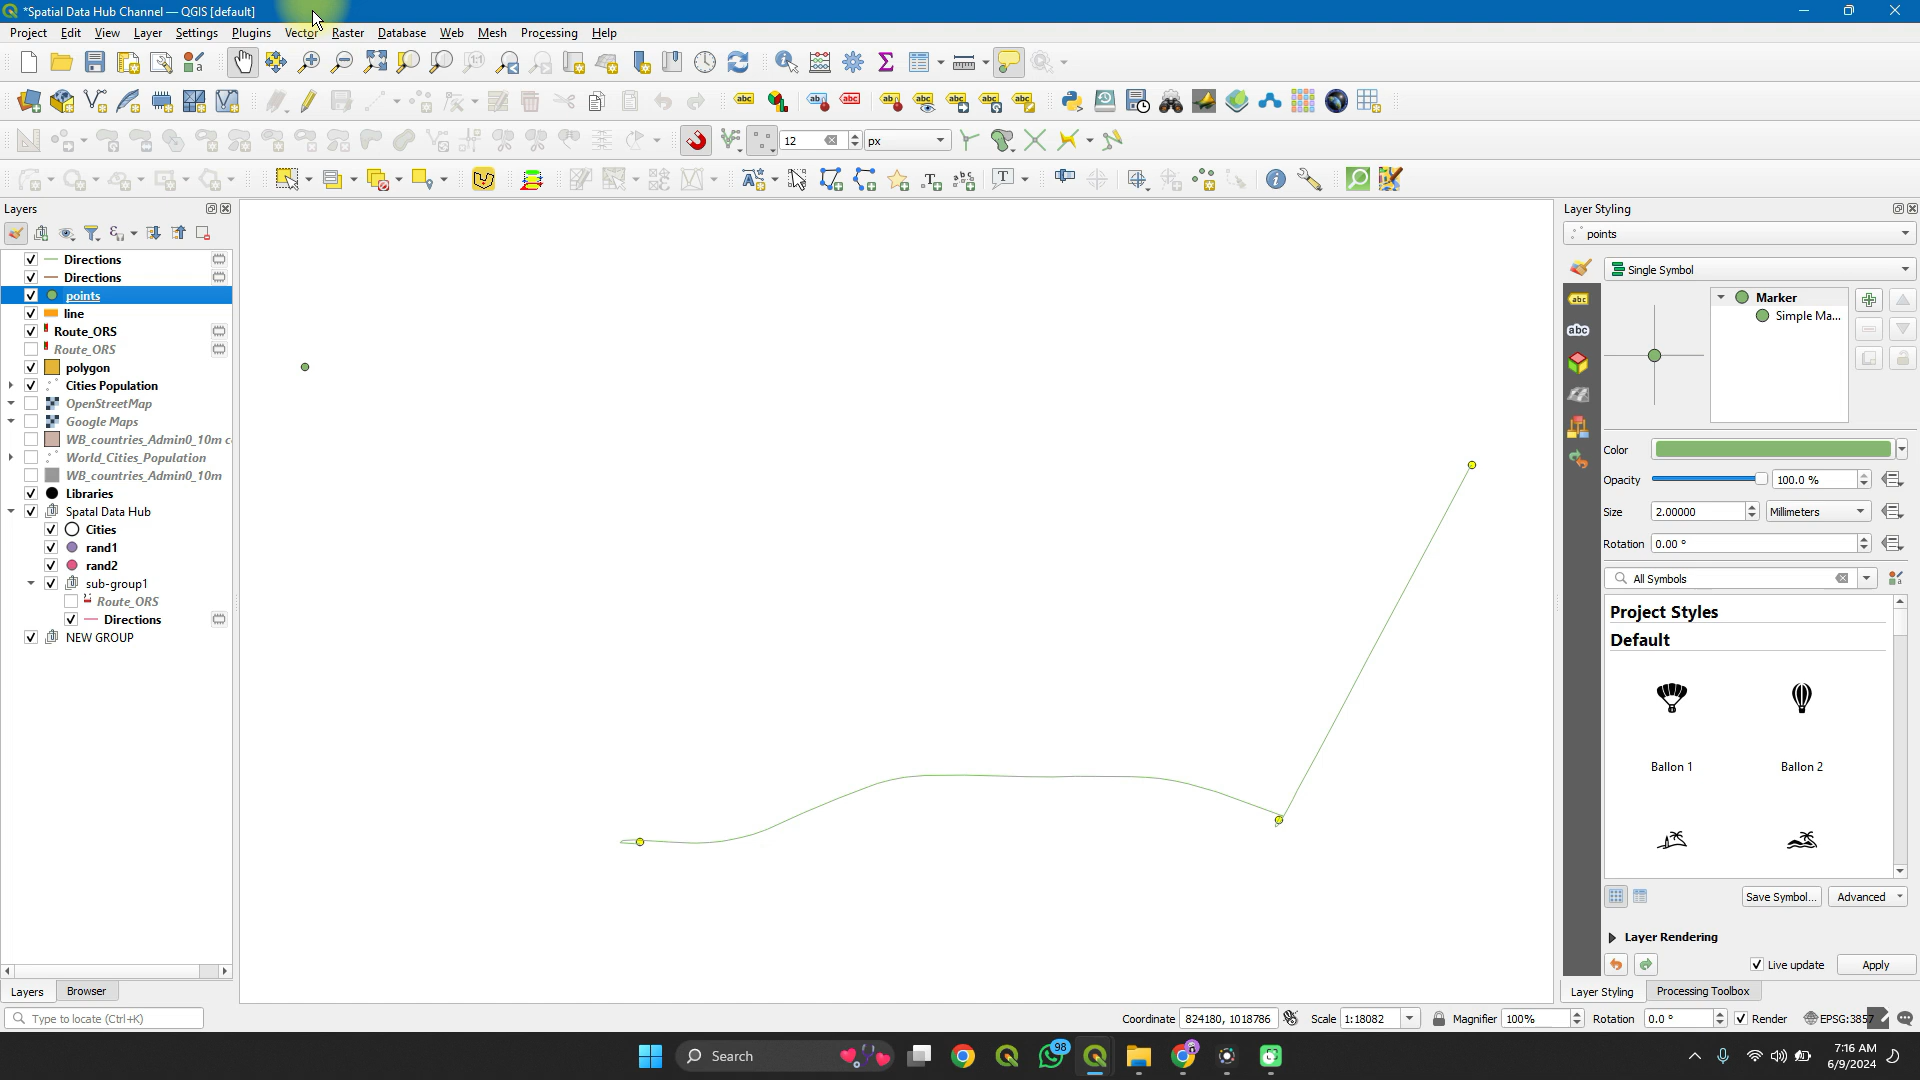 *Spatial Data Hub Channel — QGIS [default]
Project Edit View Layer Settings Plugins Vector Raster Database Web Mesh Processing Help
12 px
Layers
Layer Styling
points
Directions
Directions
points
line
Route_ORS
Route_ORS
polygon
Cities Population
OpenStreetMap
Google Maps
WB_countries_Admin0_10m c
World_Cities_Population
WB_countries_Admin0_10m
Libraries
Spatal Data Hub
Cities
rand1
rand2
sub-group1
Route_ORS
Directions
NEW GROUP
Single Symbol
Marker
Simple Ma...
Color
Opacity 100.0 %
Size 2.00000 Millimeters
Rotation 0.00 °
All Symbols
Project Styles
Default
Ballon 1 Ballon 2
Save Symbol... Advanced
Layer Rendering
Live update Apply
Layers Browser
Layer Styling Processing Toolbox
Type to locate (Ctrl+K)
Coordinate 824180, 1018786 Scale 1:18082 Magnifier 100% Rotation 0.0 ° Render EPSG:3857
Search
98
7:16 AM
6/9/2024